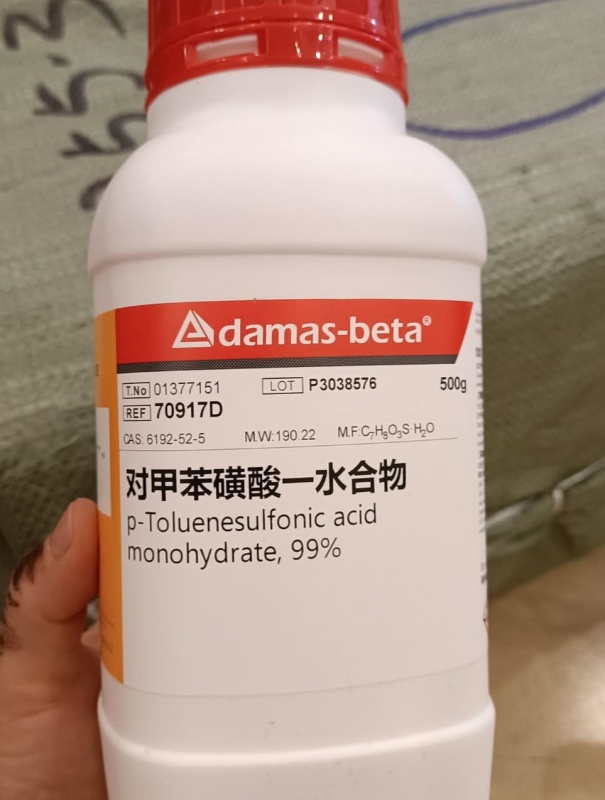 Adamas-beta®
T.No 01377151 LOT P3038576 500g
REF 70917D
CAS: 6192-52-5 M.W:190.22 M.F:C₇H₈O₃S·H₂O
对甲苯磺酸一水合物
p-Toluenesulfonic acid
monohydrate, 99%